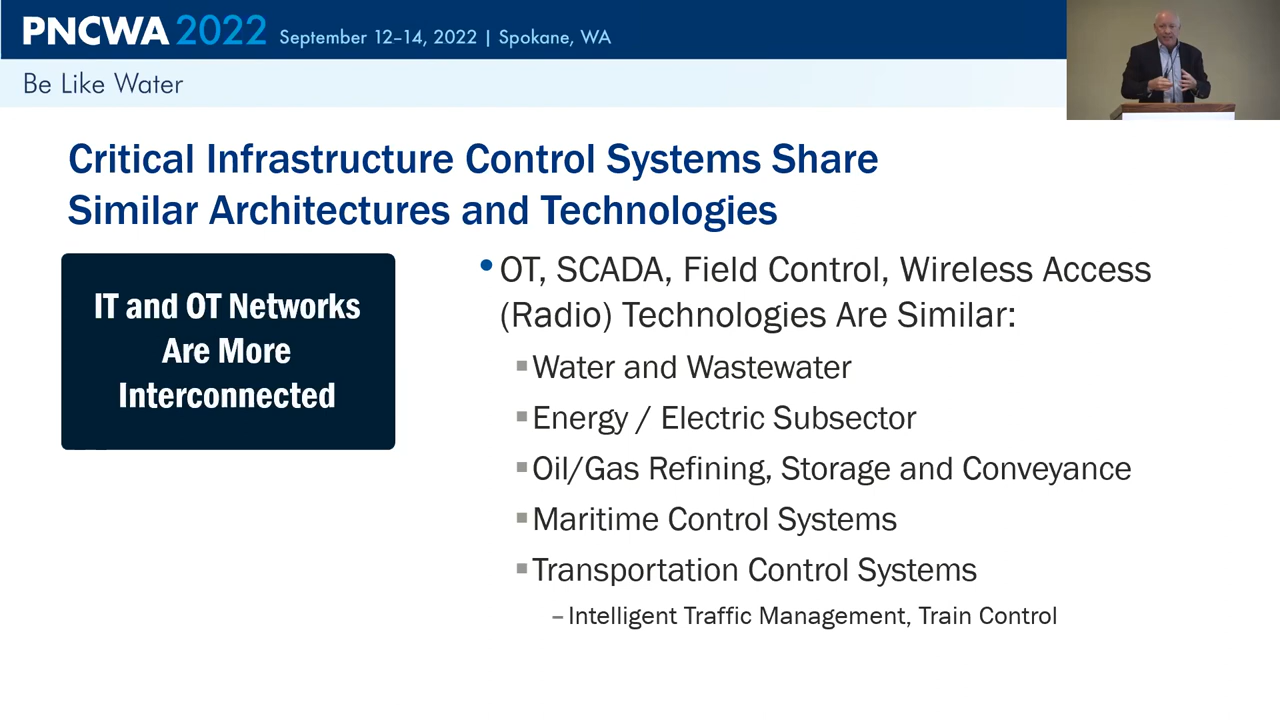 PNCWA 2022 September 12–14, 2022 | Spokane, WA
Be Like Water
Critical Infrastructure Control Systems Share
Similar Architectures and Technologies
IT and OT Networks
Are More
Interconnected
• OT, SCADA, Field Control, Wireless Access
(Radio) Technologies Are Similar:
▪ Water and Wastewater
▪ Energy / Electric Subsector
▪ Oil/Gas Refining, Storage and Conveyance
▪ Maritime Control Systems
▪ Transportation Control Systems
– Intelligent Traffic Management, Train Control